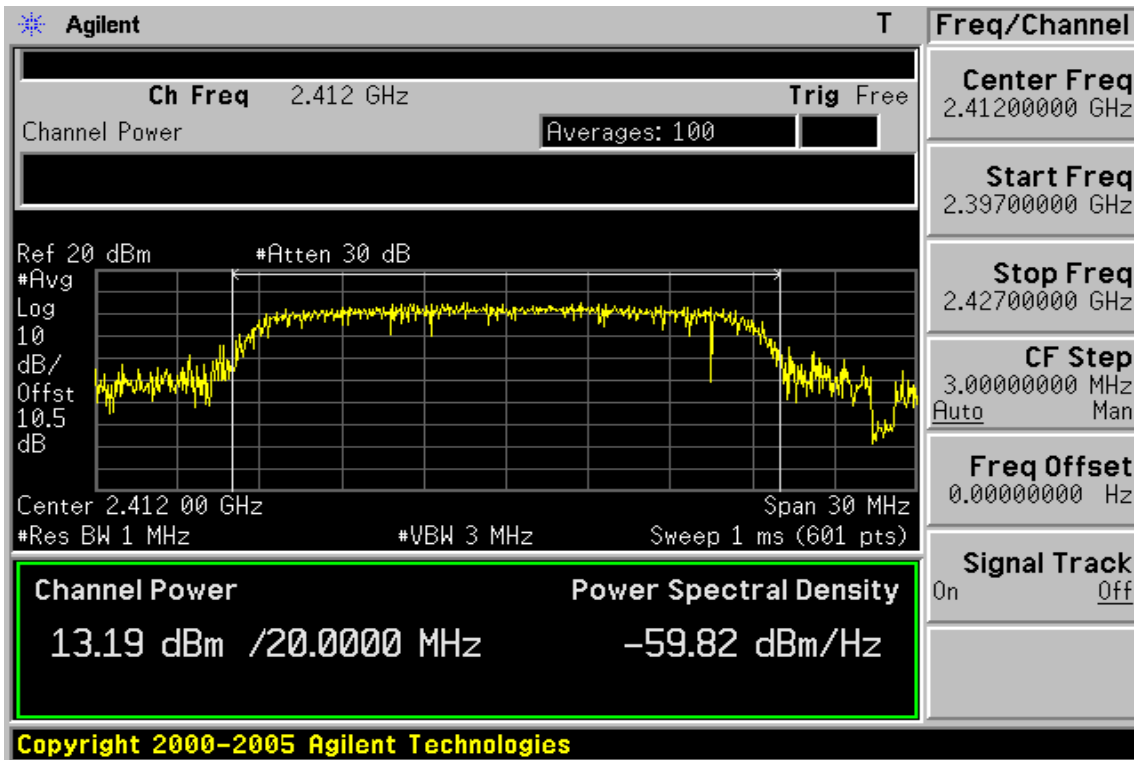 Agilent T
Ch Freq 2.412 GHz Trig Free
Channel Power Averages: 100
Ref 20 dBm #Atten 30 dB
#Avg
Log
10
dB/
Offst
10.5
dB
Center 2.412 00 GHz Span 30 MHz
#Res BW 1 MHz #VBW 3 MHz Sweep 1 ms (601 pts)
Channel Power Power Spectral Density
13.19 dBm /20.0000 MHz -59.82 dBm/Hz
Copyright 2000-2005 Agilent Technologies
Freq/Channel
Center Freq
2.41200000 GHz
Start Freq
2.39700000 GHz
Stop Freq
2.42700000 GHz
CF Step
3.00000000 MHz
Auto Man
Freq Offset
0.00000000 Hz
Signal Track
On Off